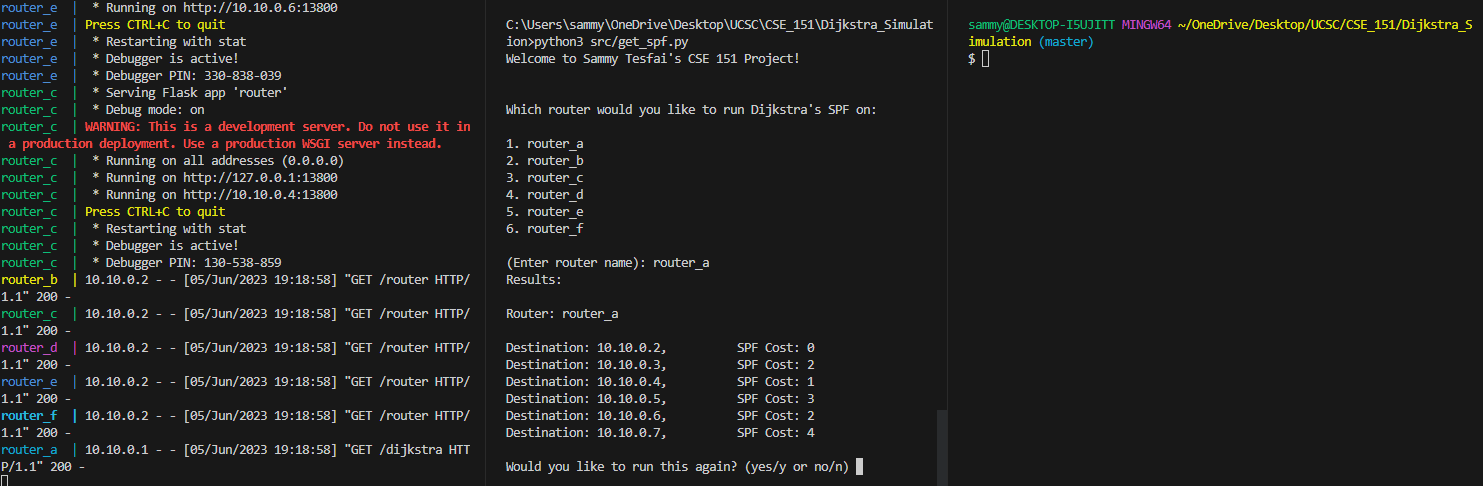 router_e  |  * Running on http://10.10.0.6:13800
router_e  | Press CTRL+C to quit
router_e  |  * Restarting with stat
router_e  |  * Debugger is active!
router_e  |  * Debugger PIN: 330-838-039
router_c  |  * Serving Flask app 'router'
router_c  |  * Debug mode: on
router_c  | WARNING: This is a development server. Do not use it in
 a production deployment. Use a production WSGI server instead.
router_c  |  * Running on all addresses (0.0.0.0)
router_c  |  * Running on http://127.0.0.1:13800
router_c  |  * Running on http://10.10.0.4:13800
router_c  | Press CTRL+C to quit
router_c  |  * Restarting with stat
router_c  |  * Debugger is active!
router_c  |  * Debugger PIN: 130-538-859
router_b  | 10.10.0.2 - - [05/Jun/2023 19:18:58] "GET /router HTTP/
1.1" 200 -
router_c  | 10.10.0.2 - - [05/Jun/2023 19:18:58] "GET /router HTTP/
1.1" 200 -
router_d  | 10.10.0.2 - - [05/Jun/2023 19:18:58] "GET /router HTTP/
1.1" 200 -
router_e  | 10.10.0.2 - - [05/Jun/2023 19:18:58] "GET /router HTTP/
1.1" 200 -
router_f  | 10.10.0.2 - - [05/Jun/2023 19:18:58] "GET /router HTTP/
1.1" 200 -
router_a  | 10.10.0.1 - - [05/Jun/2023 19:18:58] "GET /dijkstra HTT
P/1.1" 200 -
C:\Users\sammy\OneDrive\Desktop\UCSC\CSE_151\Dijkstra_Simulat
ion>python3 src/get_spf.py
Welcome to Sammy Tesfai's CSE 151 Project!
Which router would you like to run Dijkstra's SPF on:
1. router_a
2. router_b
3. router_c
4. router_d
5. router_e
6. router_f
(Enter router name): router_a
Results:
Router: router_a
Destination: 10.10.0.2,         SPF Cost: 0
Destination: 10.10.0.3,         SPF Cost: 2
Destination: 10.10.0.4,         SPF Cost: 1
Destination: 10.10.0.5,         SPF Cost: 3
Destination: 10.10.0.6,         SPF Cost: 2
Destination: 10.10.0.7,         SPF Cost: 4
Would you like to run this again? (yes/y or no/n)
sammy@DESKTOP-I5UJITT MINGW64 ~/OneDrive/Desktop/UCSC/CSE_151/Dijkstra_S
imulation (master)
$